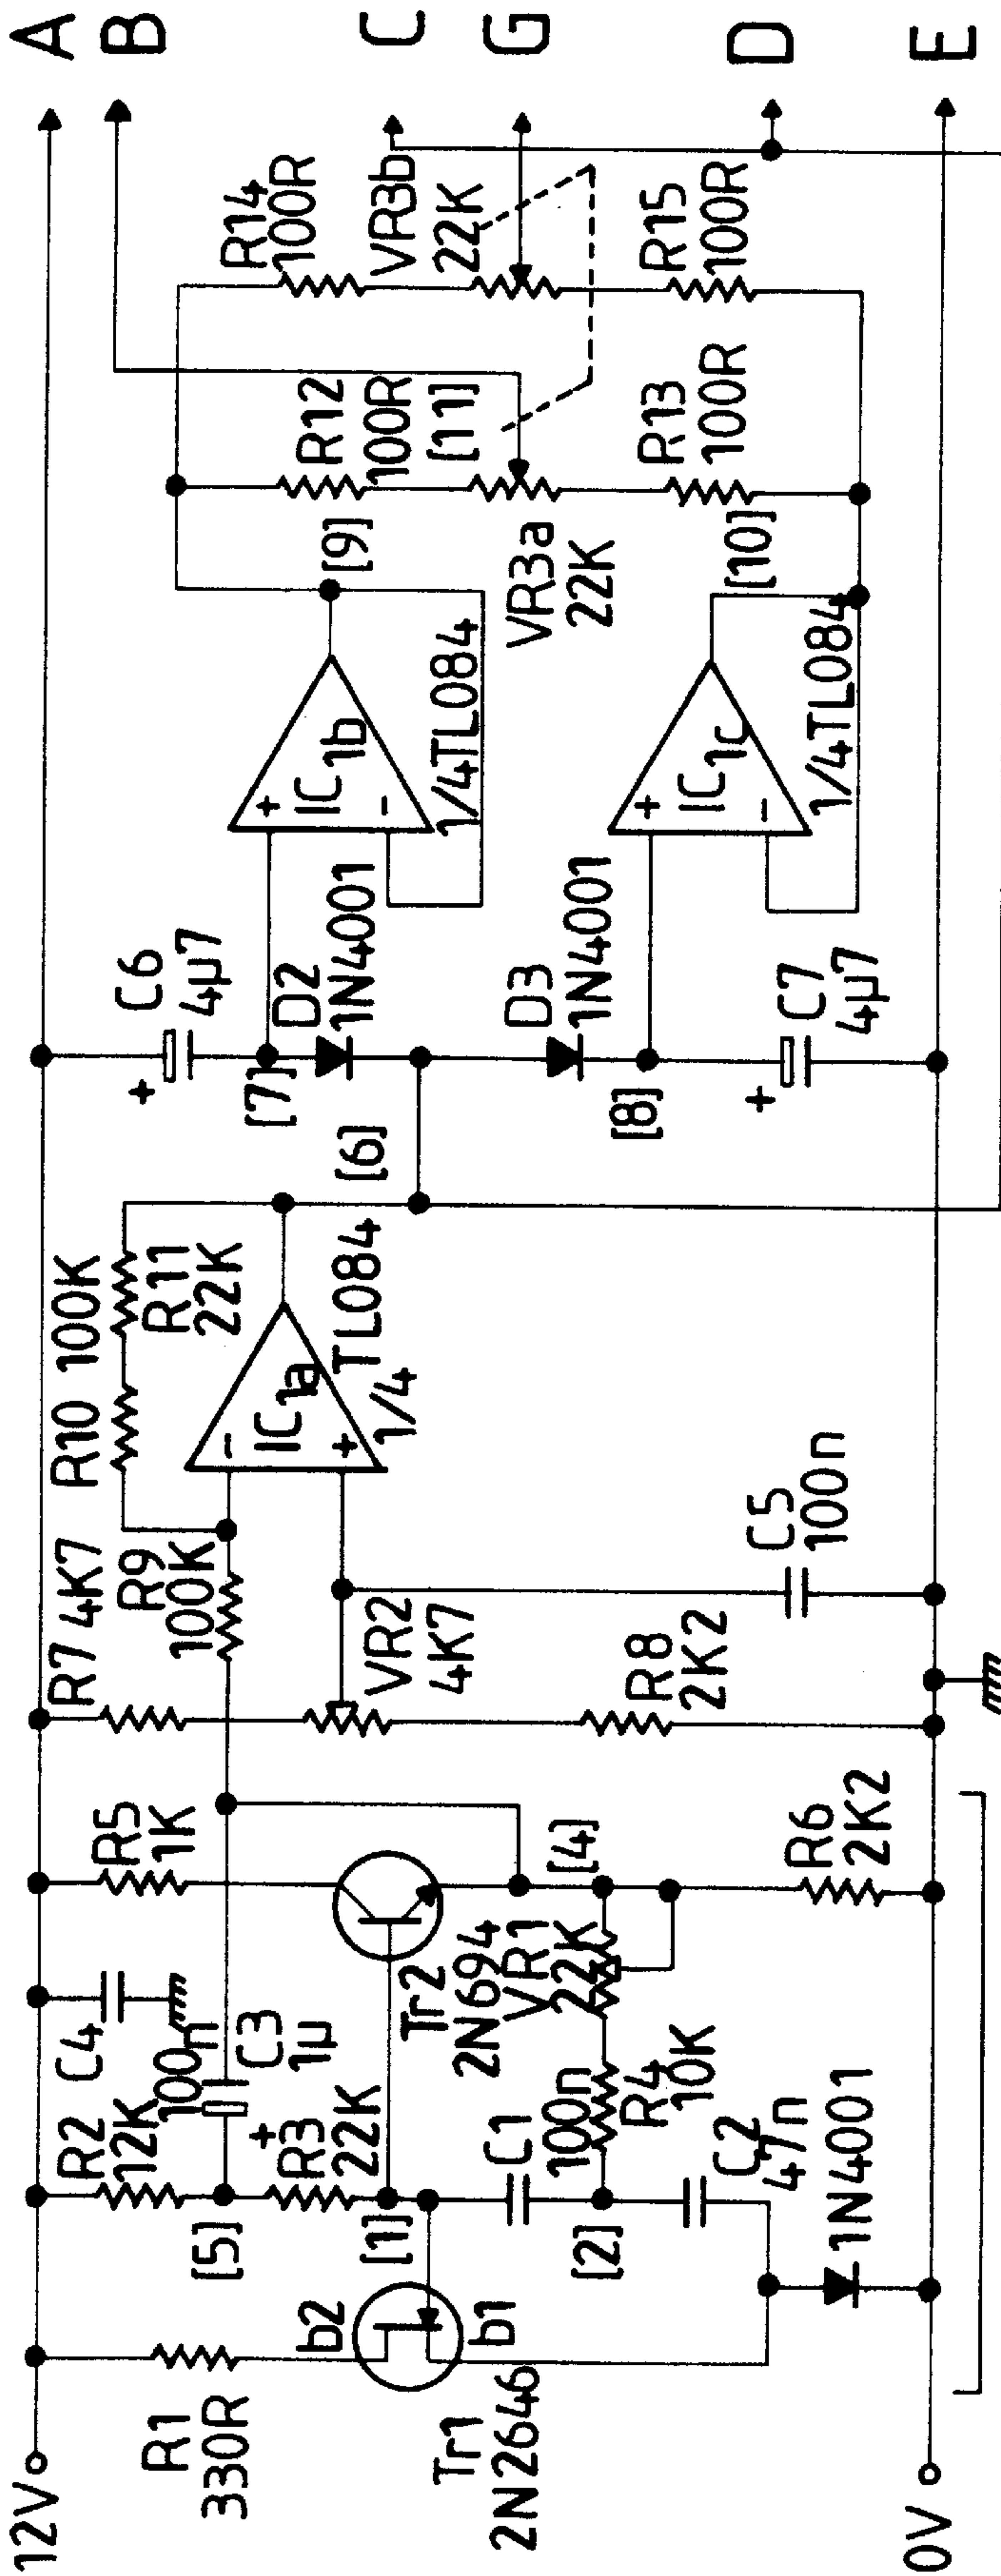 12V
0V
R1
330R
Tr1
2N2646
b2
b1
R2
12K
[5]
C4
100n
C3
1µ
+
R3
22K
[1]
C1
100n
[2]
R4
10K
C2
47n
1N4001
Tr2
2N694
VR1
22K
R5
1K
[4]
R6
2K2
R7 4K7
R9
100K
VR2
4K7
R8
2K2
C5
100n
R10 100K
R11
22K
-
+
IC1a
1/4
TL084
[6]
C6
4µ7
+
[7]
D2
1N4001
D3
1N4001
[8]
C7
4µ7
+
+
-
IC1b
1/4TL084
[9]
+
-
IC1c
1/4TL084
[10]
R12
100R
[11]
VR3a
22K
R13
100R
R14
100R
VR3b
22K
R15
100R
A
B
C
G
D
E